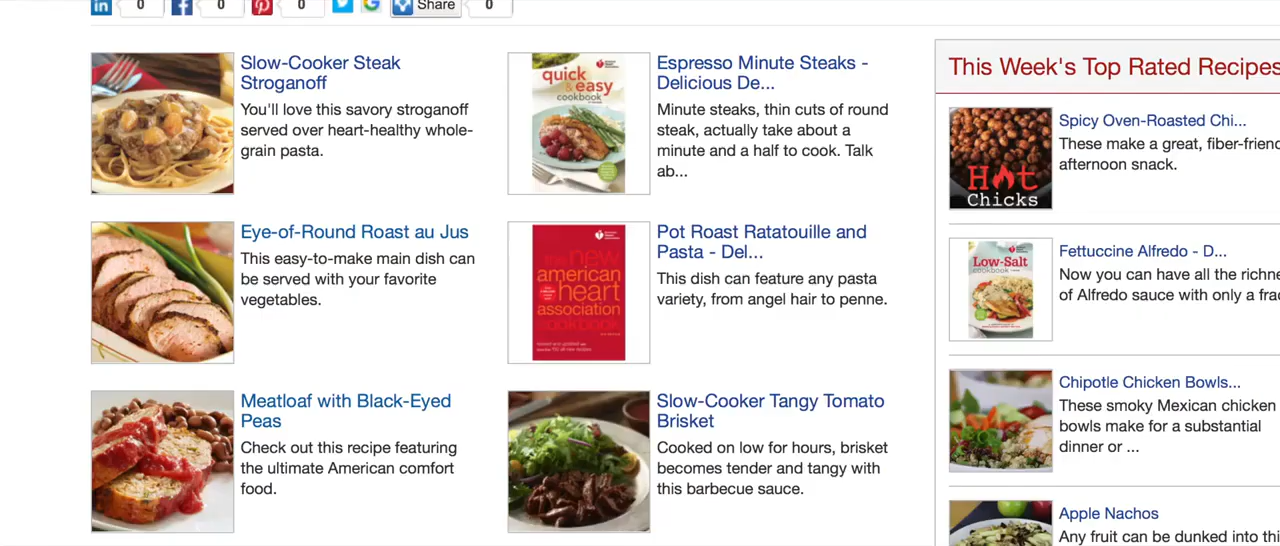 0
0
0
Share
0
Slow-Cooker Steak
Stroganoff
You'll love this savory stroganoff
served over heart-healthy whole-
grain pasta.
quick
& easy
cookbook
Espresso Minute Steaks -
Delicious De...
Minute steaks, thin cuts of round
steak, actually take about a
minute and a half to cook. Talk
ab...
Eye-of-Round Roast au Jus
This easy-to-make main dish can
be served with your favorite
vegetables.
the new
american
heart
association
cookbook
Pot Roast Ratatouille and
Pasta - Del...
This dish can feature any pasta
variety, from angel hair to penne.
Meatloaf with Black-Eyed
Peas
Check out this recipe featuring
the ultimate American comfort
food.
Slow-Cooker Tangy Tomato
Brisket
Cooked on low for hours, brisket
becomes tender and tangy with
this barbecue sauce.
This Week's Top Rated Recipes
Hot
Chicks
Spicy Oven-Roasted Chi...
These make a great, fiber-frien
afternoon snack.
Low-Salt
cookbook
Fettuccine Alfredo - D...
Now you can have all the richne
of Alfredo sauce with only a fra
Chipotle Chicken Bowls...
These smoky Mexican chicken
bowls make for a substantial
dinner or ...
Apple Nachos
Any fruit can be dunked into thi